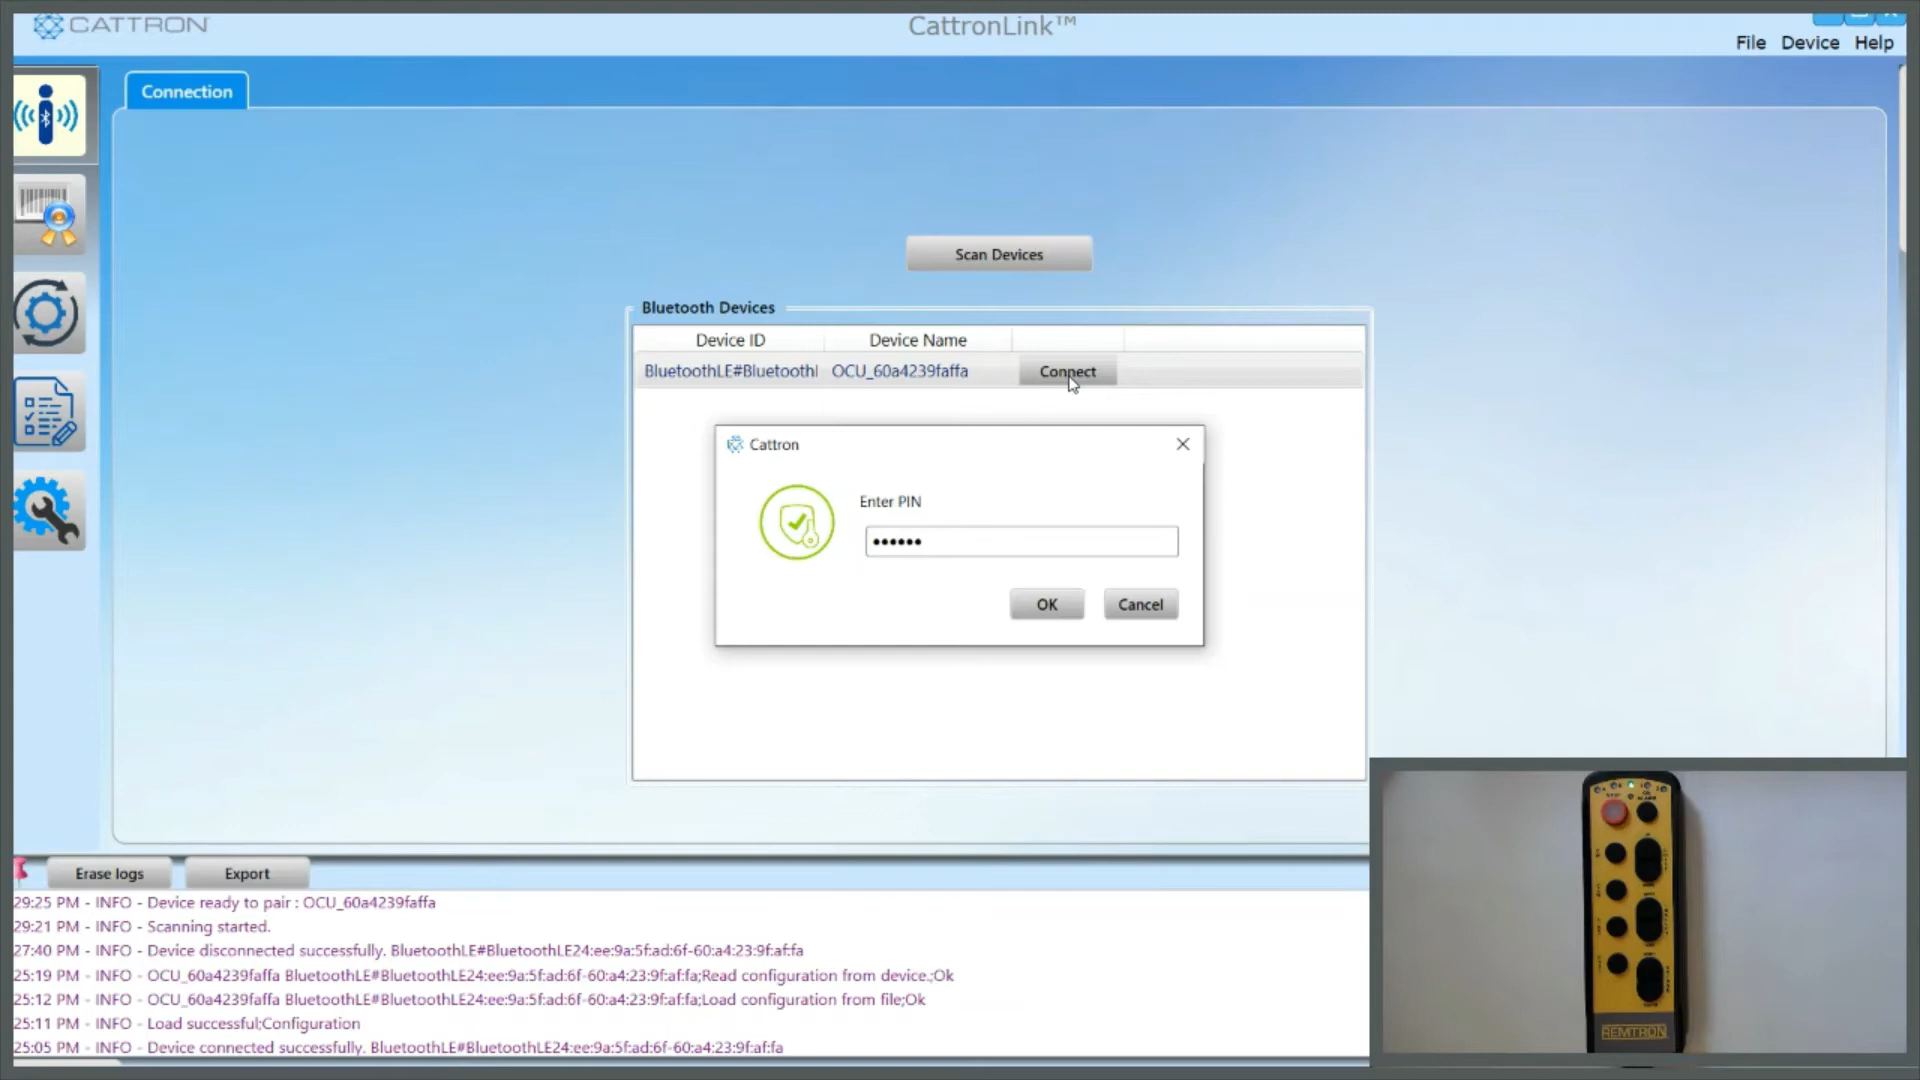 CATTRON
CattronLink™
File Device Help
Connection
Scan Devices
Bluetooth Devices
Device ID Device Name
BluetoothLE#Bluetoothl OCU_60a4239faffa Connect
Cattron
Enter PIN
••••••
OK Cancel
Erase logs Export
29:25 PM - INFO - Device ready to pair : OCU_60a4239faffa
29:21 PM - INFO - Scanning started.
27:40 PM - INFO - Device disconnected successfully. BluetoothLE#BluetoothLE24:ee:9a:5f:ad:6f-60:a4:23:9f:af:fa
25:19 PM - INFO - OCU_60a4239faffa BluetoothLE#BluetoothLE24:ee:9a:5f:ad:6f-60:a4:23:9f:af:fa;Read configuration from device.;Ok
25:12 PM - INFO - OCU_60a4239faffa BluetoothLE#BluetoothLE24:ee:9a:5f:ad:6f-60:a4:23:9f:af:fa;Load configuration from file;Ok
25:11 PM - INFO - Load successful;Configuration
25:05 PM - INFO - Device connected successfully. BluetoothLE#BluetoothLE24:ee:9a:5f:ad:6f-60:a4:23:9f:af:fa
REMTRON